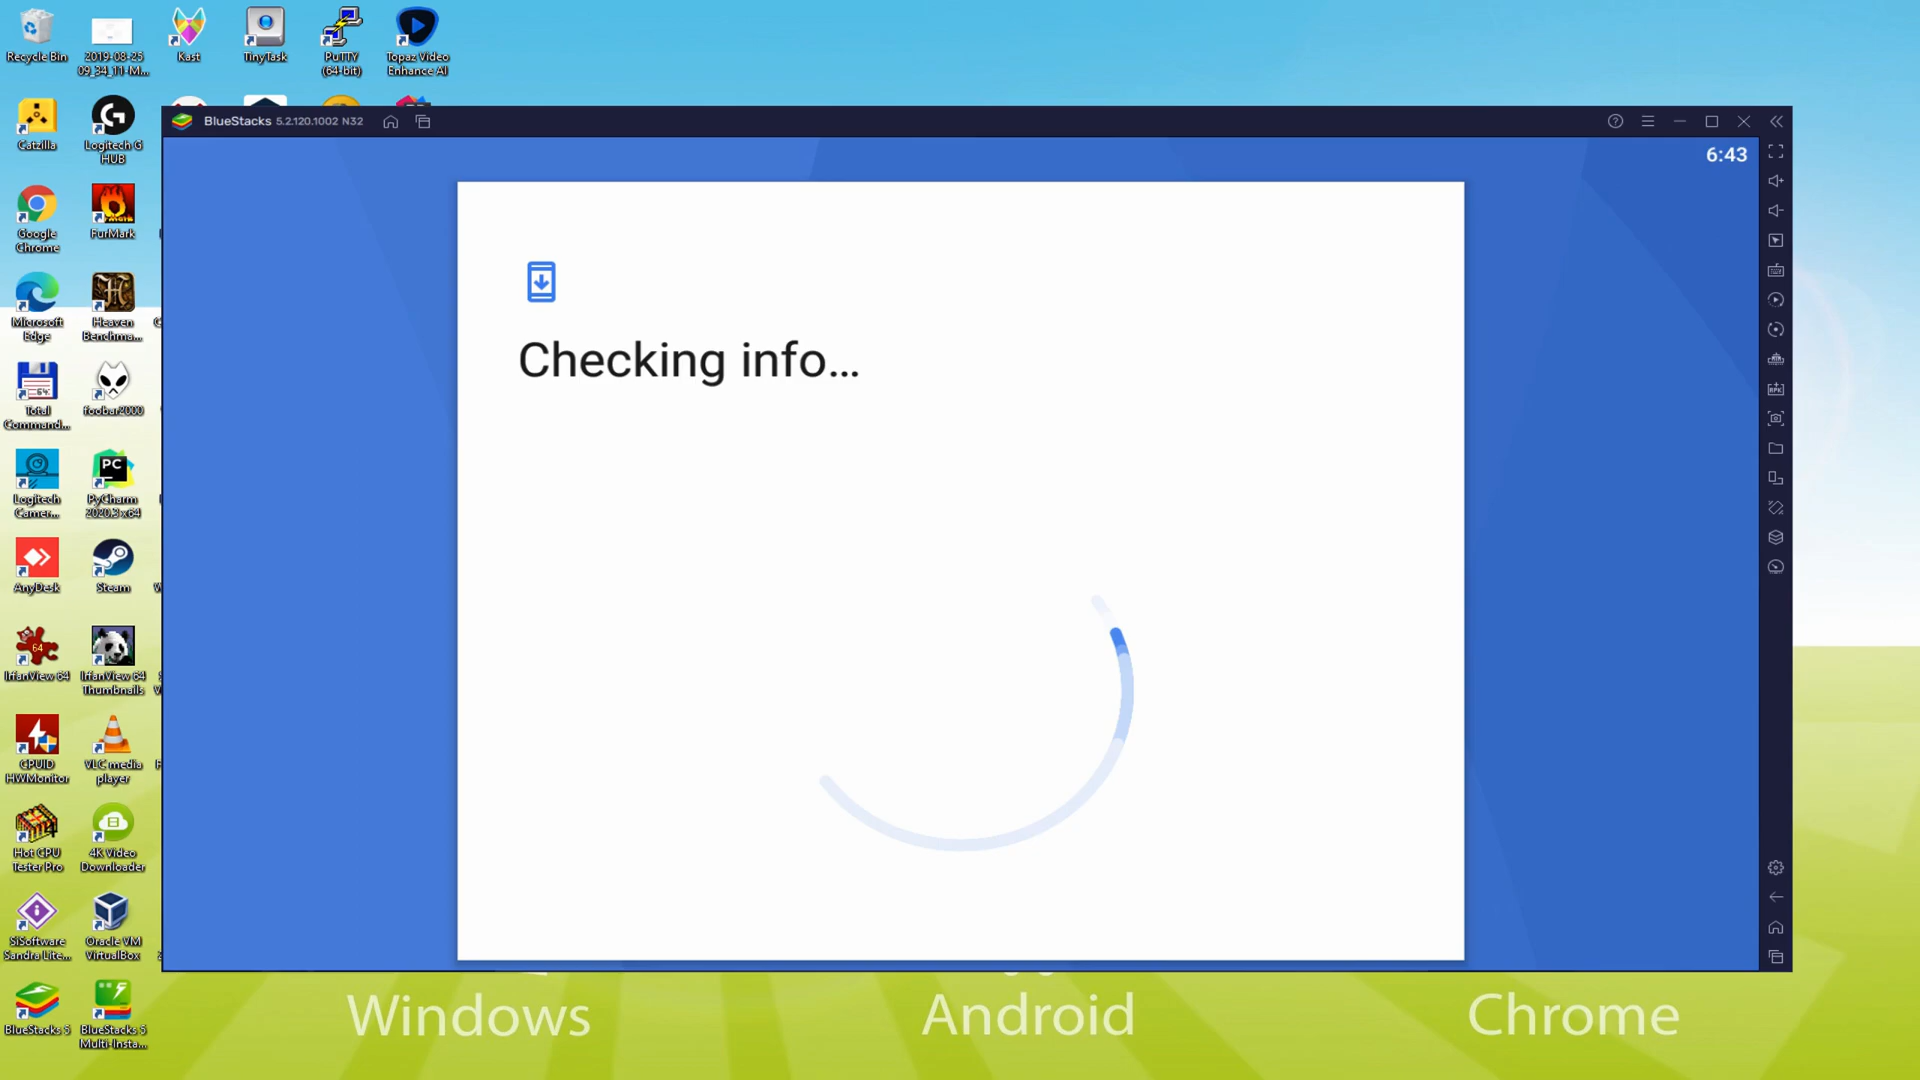 Recycle Bin
2019-08-25
09_34_11-M...
Kast
TinyTask
PuTTY
(64-bit)
Topaz Video
Enhance AI
Catzilla
Logitech G
HUB
BlueStacks 5.2.120.1002 N32
6:43
Google
Chrome
FurMark
Microsoft
Edge
Heaven
Benchma...
Checking info...
Total
Command...
foobar2000
Logitech
Camer...
PC
PyCharm
2020.3 x64
AnyDesk
Steam
64
IrfanView 64
IrfanView 64
Thumbnails
CPUID
HWMonitor
VLC media
player
Hot CPU
Tester Pro
4K Video
Downloader
SiSoftware
Sandra Lite...
Oracle VM
VirtualBox
BlueStacks 5
BlueStacks 5
Multi-Insta...
Windows
Android
Chrome